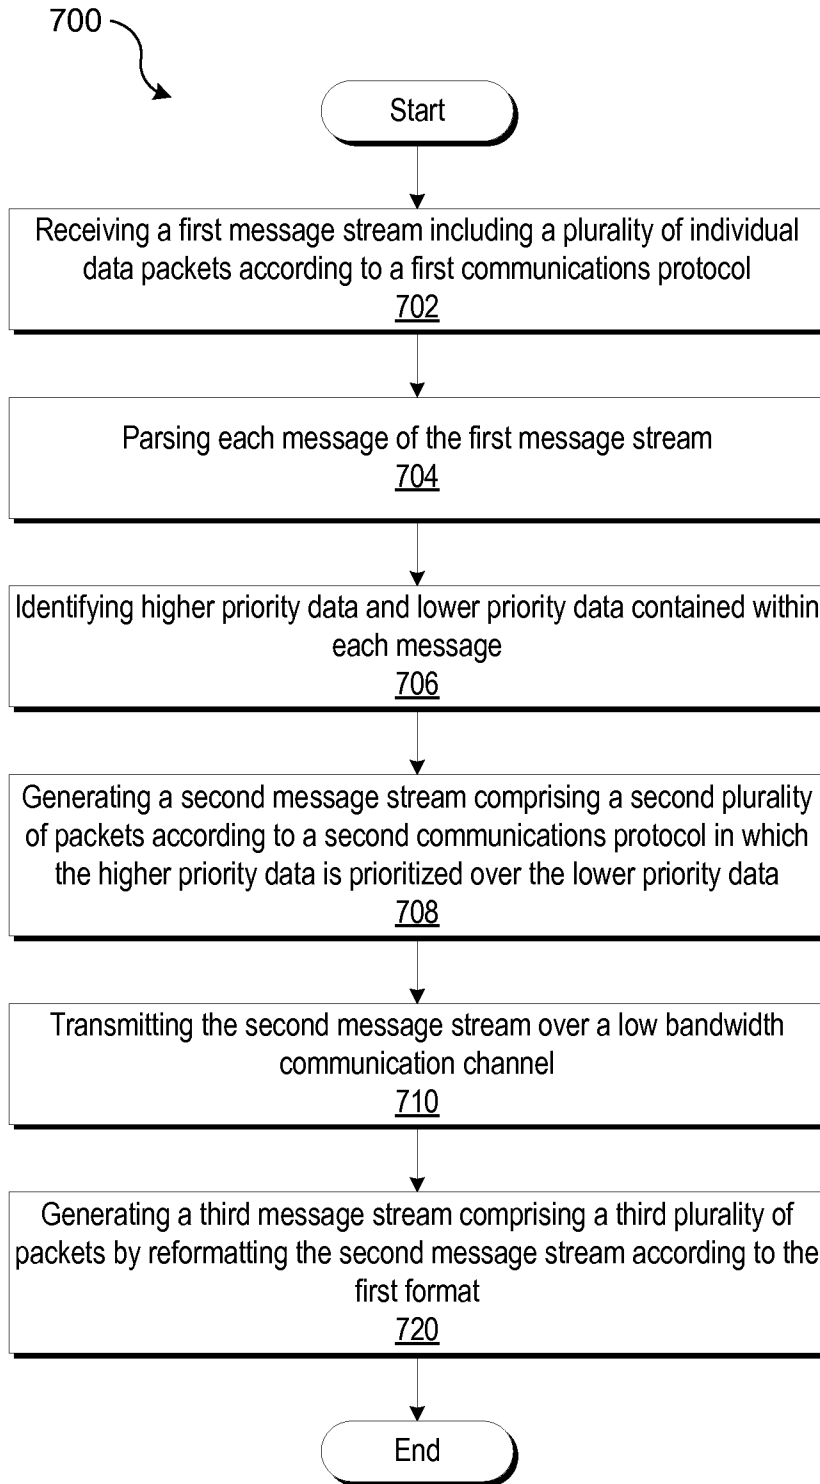 700
Start
Receiving a first message stream including a plurality of individual
data packets according to a first communications protocol
702
Parsing each message of the first message stream
704
Identifying higher priority data and lower priority data contained within
each message
706
Generating a second message stream comprising a second plurality
of packets according to a second communications protocol in which
the higher priority data is prioritized over the lower priority data
708
Transmitting the second message stream over a low bandwidth
communication channel
710
Generating a third message stream comprising a third plurality of
packets by reformatting the second message stream according to the
first format
720
End